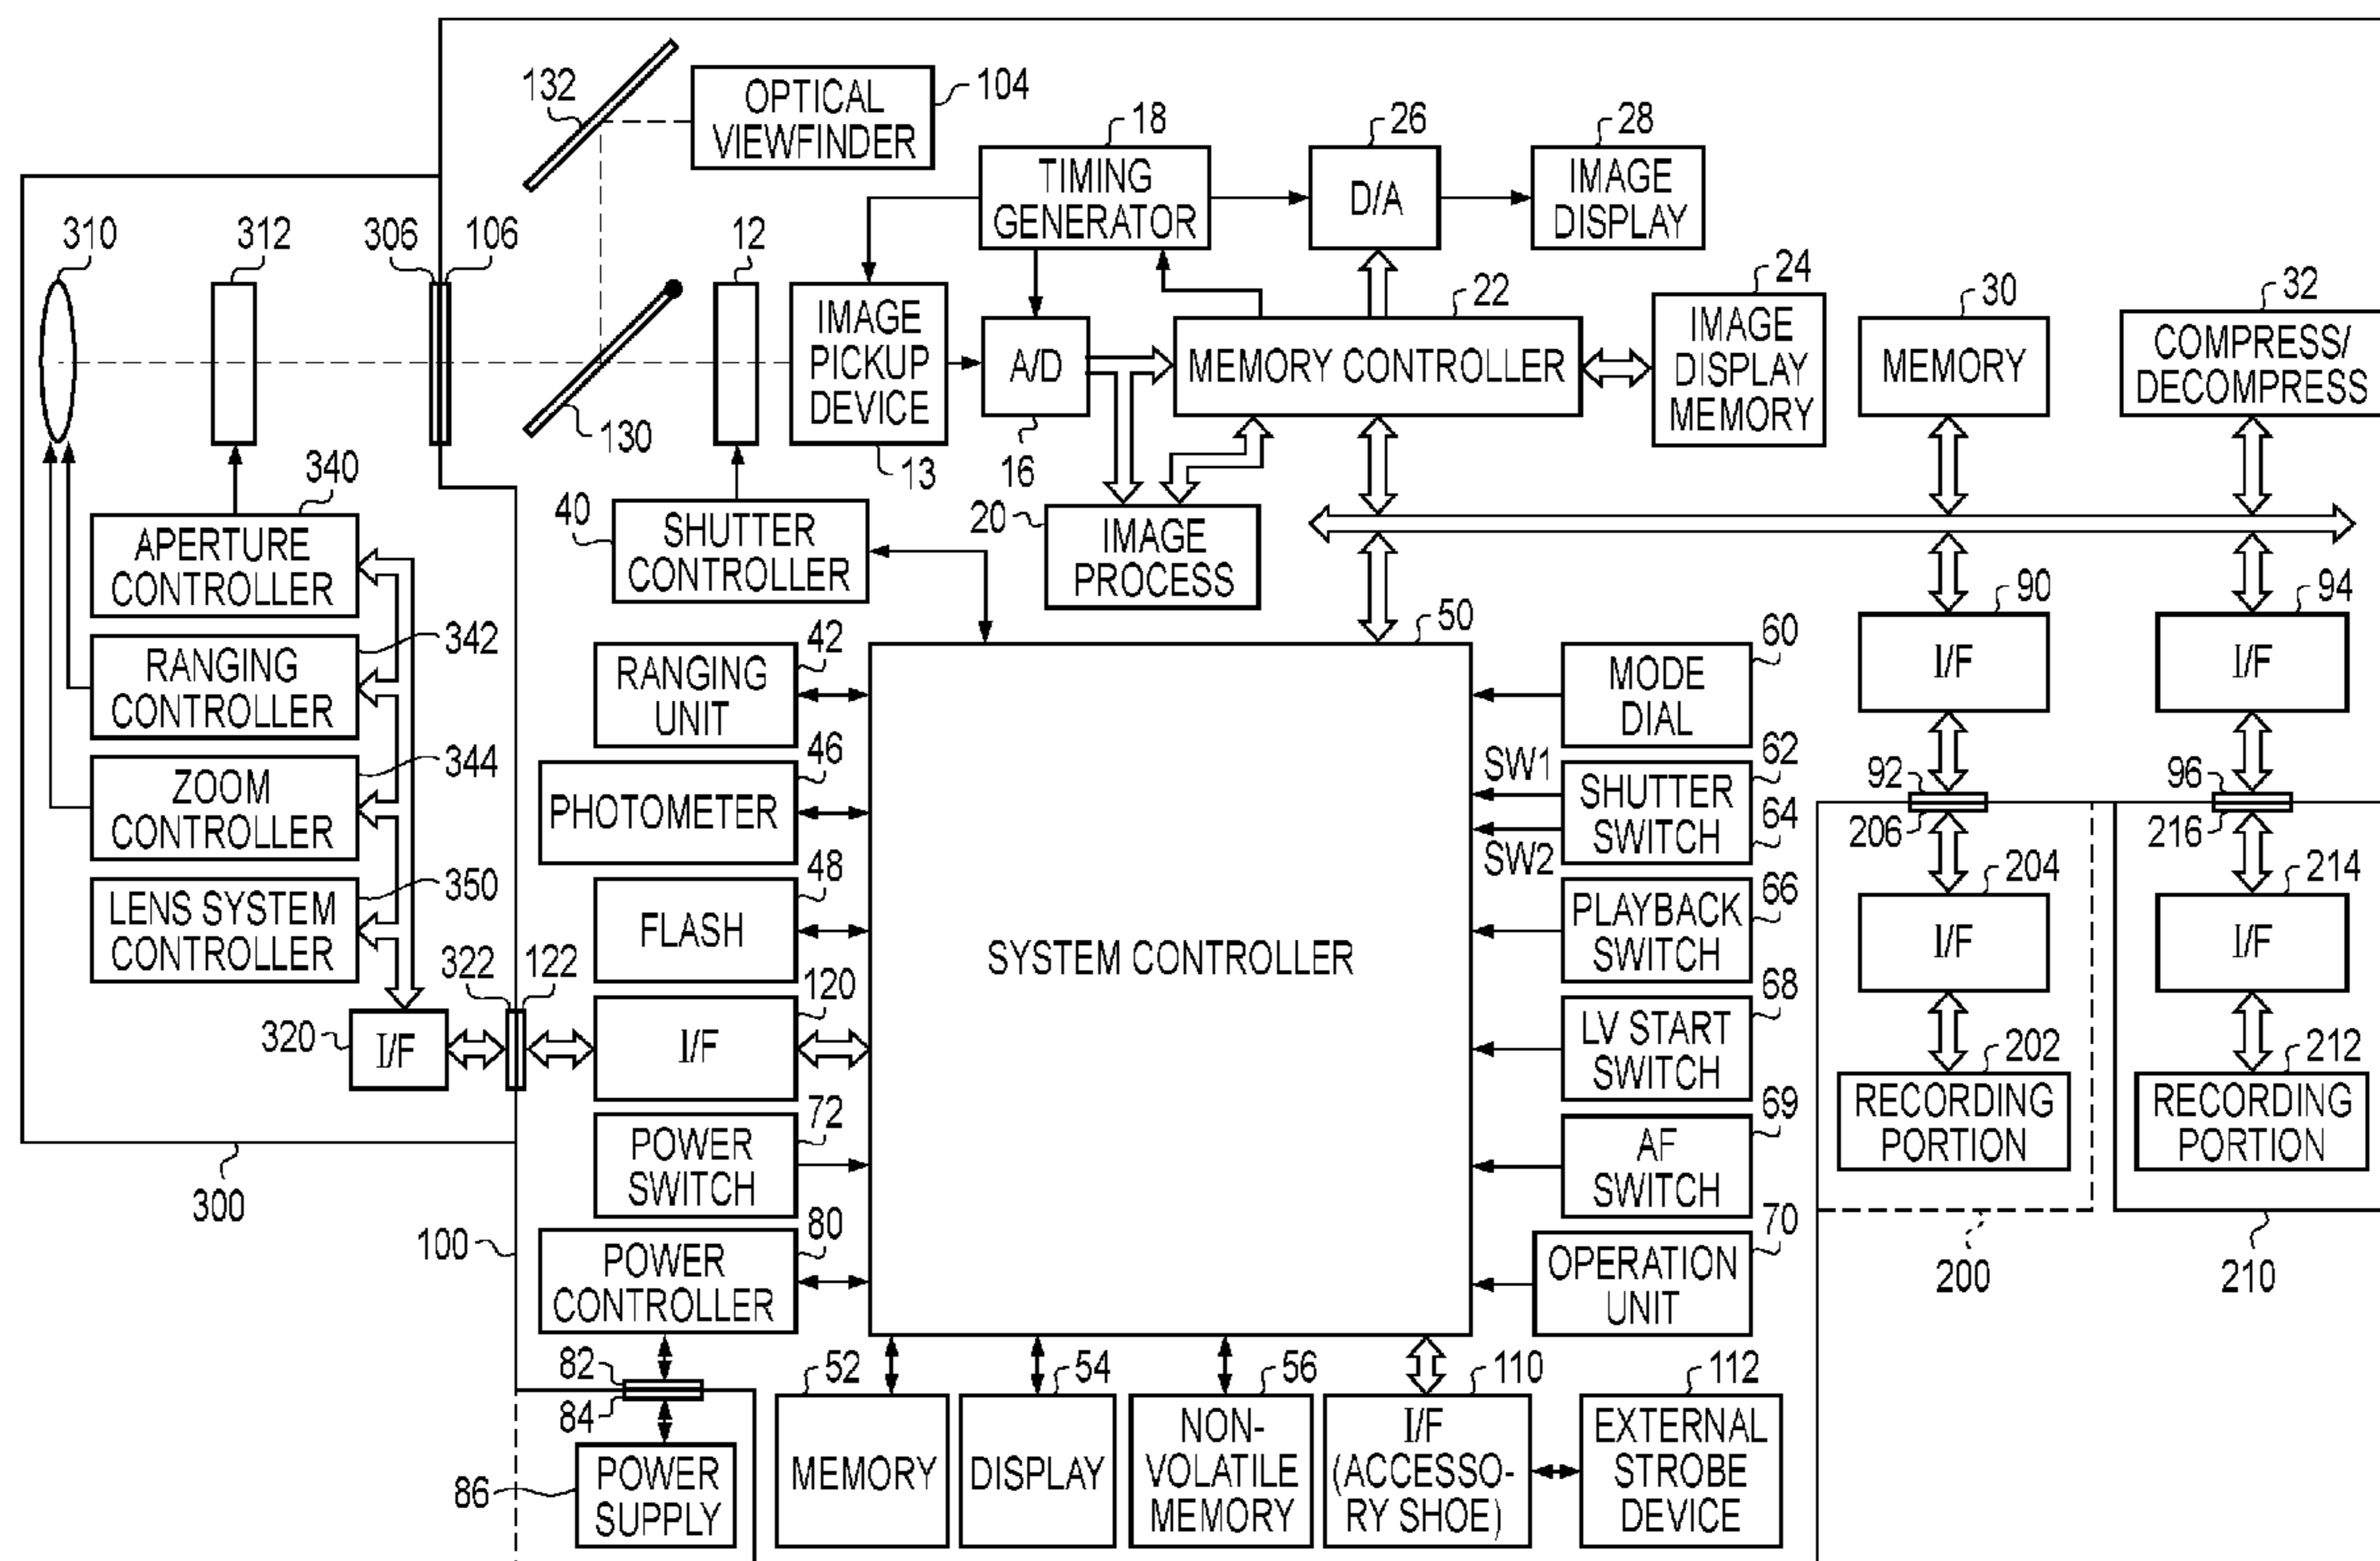 132
OPTICAL
VIEWFINDER
104
18
TIMING
GENERATOR
26
D/A
28
IMAGE
DISPLAY
310
312
306
106
12
IMAGE
PICKUP
DEVICE
13
A/D
16
22
MEMORY CONTROLLER
24
IMAGE
DISPLAY
MEMORY
30
MEMORY
32
COMPRESS/
DECOMPRESS
130
340
APERTURE
CONTROLLER
40
SHUTTER
CONTROLLER
20
IMAGE
PROCESS
342
RANGING
CONTROLLER
344
ZOOM
CONTROLLER
350
LENS SYSTEM
CONTROLLER
320
I/F
322
122
300
100
42
RANGING
UNIT
46
PHOTOMETER
48
FLASH
120
I/F
72
POWER
SWITCH
80
POWER
CONTROLLER
82
84
86
POWER
SUPPLY
50
SYSTEM CONTROLLER
60
MODE
DIAL
SW1
62
SHUTTER
SWITCH
64
SW2
66
PLAYBACK
SWITCH
68
LV START
SWITCH
69
AF
SWITCH
70
OPERATION
UNIT
52
MEMORY
54
DISPLAY
56
NON-
VOLATILE
MEMORY
110
I/F
(ACCESSO-
RY SHOE)
112
EXTERNAL
STROBE
DEVICE
90
I/F
92
206
204
I/F
202
RECORDING
PORTION
200
94
I/F
96
216
214
I/F
212
RECORDING
PORTION
210